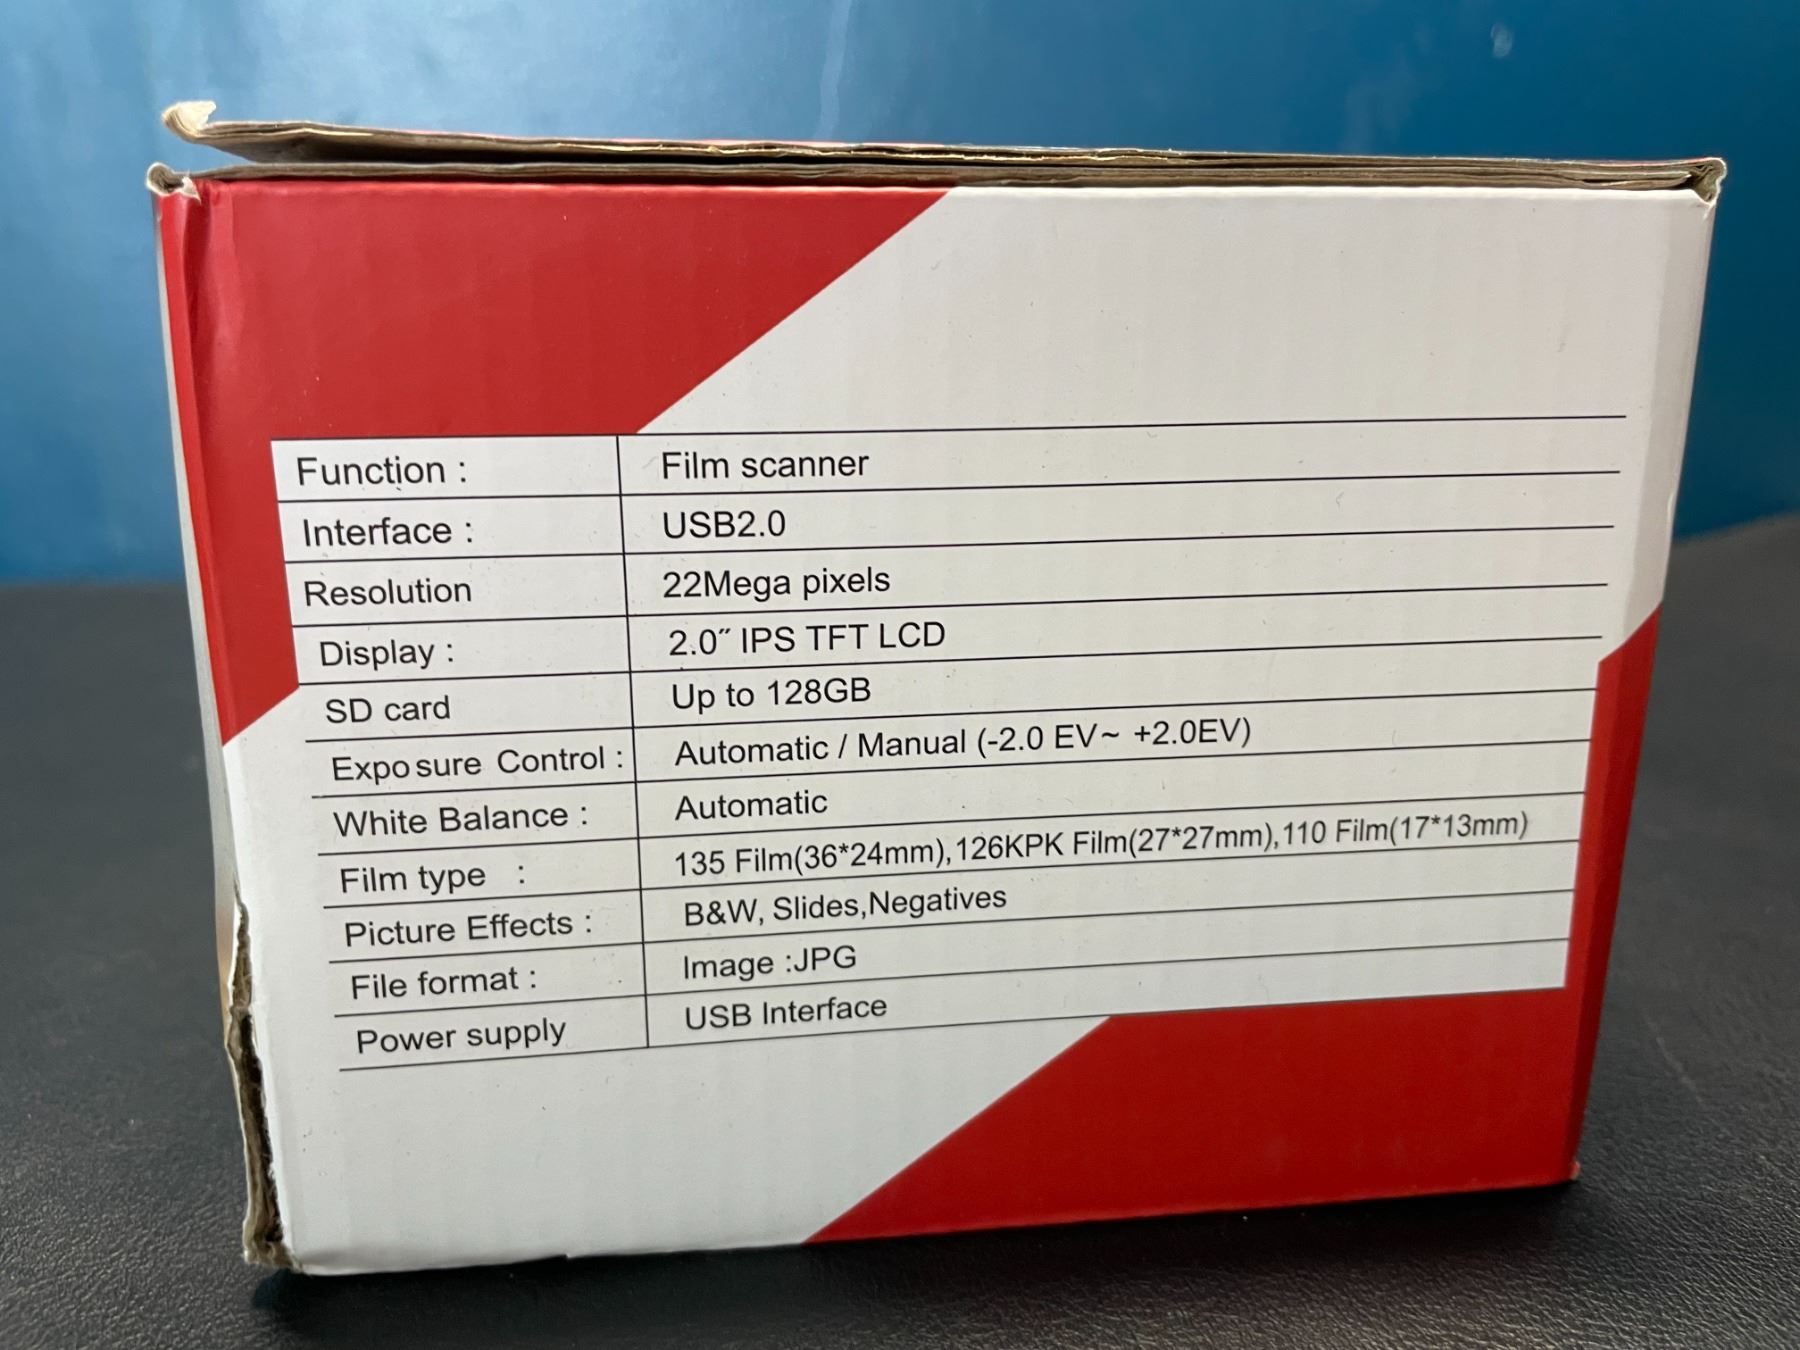 Function : Film scanner
Interface : USB2.0
Resolution 22Mega pixels
Display : 2.0″ IPS TFT LCD
SD card Up to 128GB
Exposure Control : Automatic / Manual (-2.0 EV~ +2.0EV)
White Balance : Automatic
Film type : 135 Film(36*24mm),126KPK Film(27*27mm),110 Film(17*13mm)
Picture Effects : B&W, Slides,Negatives
File format : Image :JPG
Power supply USB Interface